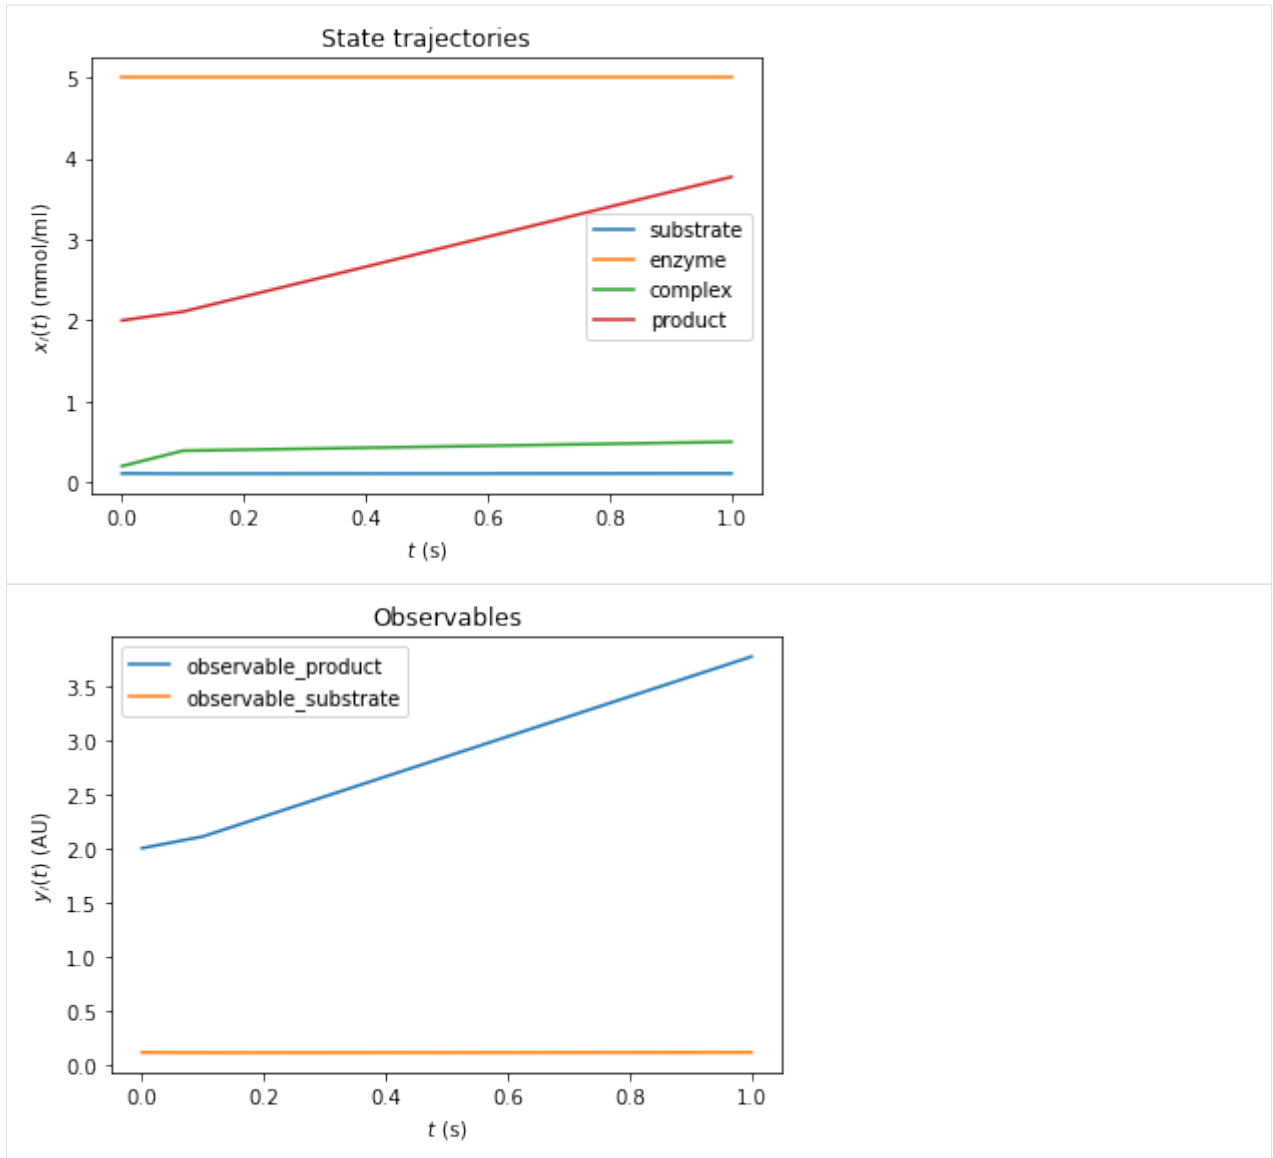 State trajectories
5
4
3
2
1
0
xᵢ(t) (mmol/ml)
substrate
enzyme
complex
product
0.0 0.2 0.4 0.6 0.8 1.0
t (s)
Observables
observable_product
observable_substrate
3.5
3.0
2.5
2.0
1.5
1.0
0.5
0.0
yᵢ(t) (AU)
0.0 0.2 0.4 0.6 0.8 1.0
t (s)